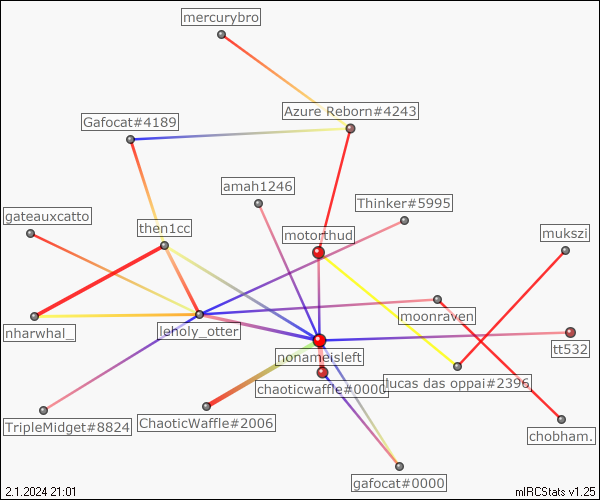 mercurybro
Azure Reborn#4243
Gafocat#4189
amah1246
Thinker#5995
gateauxcatto
then1cc
motorthud
mukszi
moonraven
nharwhal_
leholy_otter
tt532
nonameisleft
chaoticwaffle#0000
lucas das oppai#2396
TripleMidget#8824
ChaoticWaffle#2006
chobham.
gafocat#0000
2.1.2024 21:01
mIRCStats v1.25